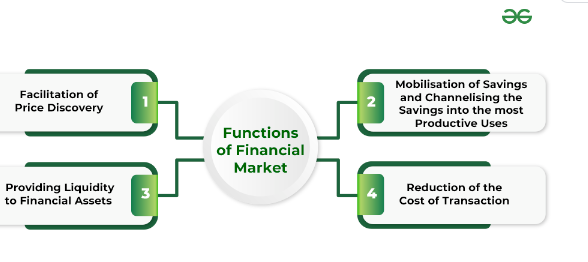 Facilitation of
Price Discovery
1
2
Mobilisation of Savings
and Channelising the
Savings into the most
Productive Uses
Functions
of Financial
Market
Providing Liquidity
to Financial Assets
3
4
Reduction of the
Cost of Transaction